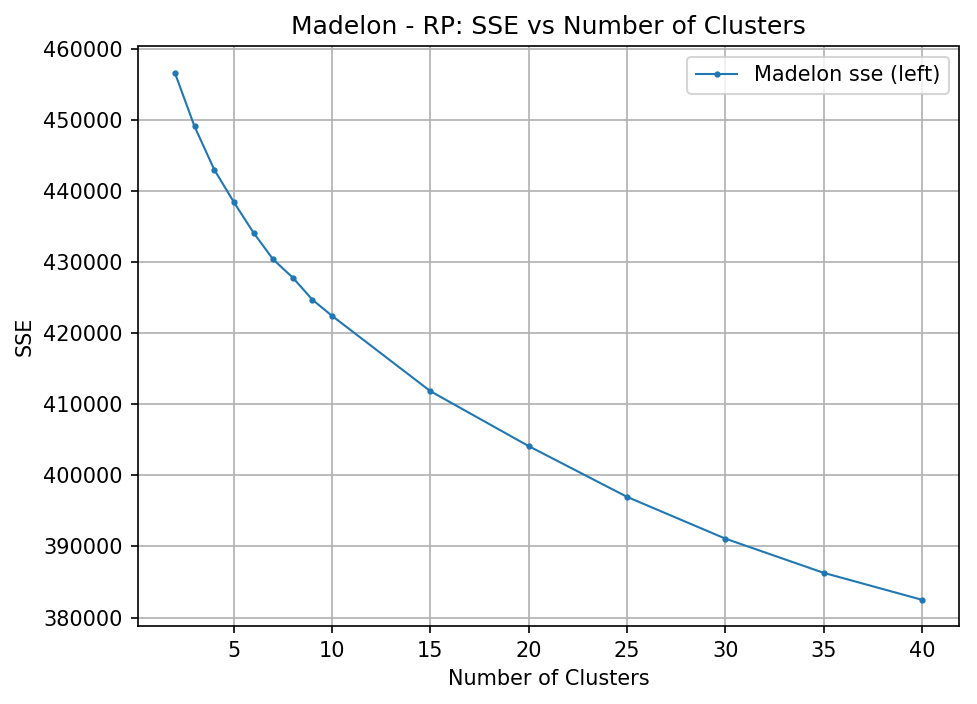 Madelon - RP: SSE vs Number of Clusters
Madelon sse (left)
SSE
460000
450000
440000
430000
420000
410000
400000
390000
380000
5 10 15 20 25 30 35 40
Number of Clusters